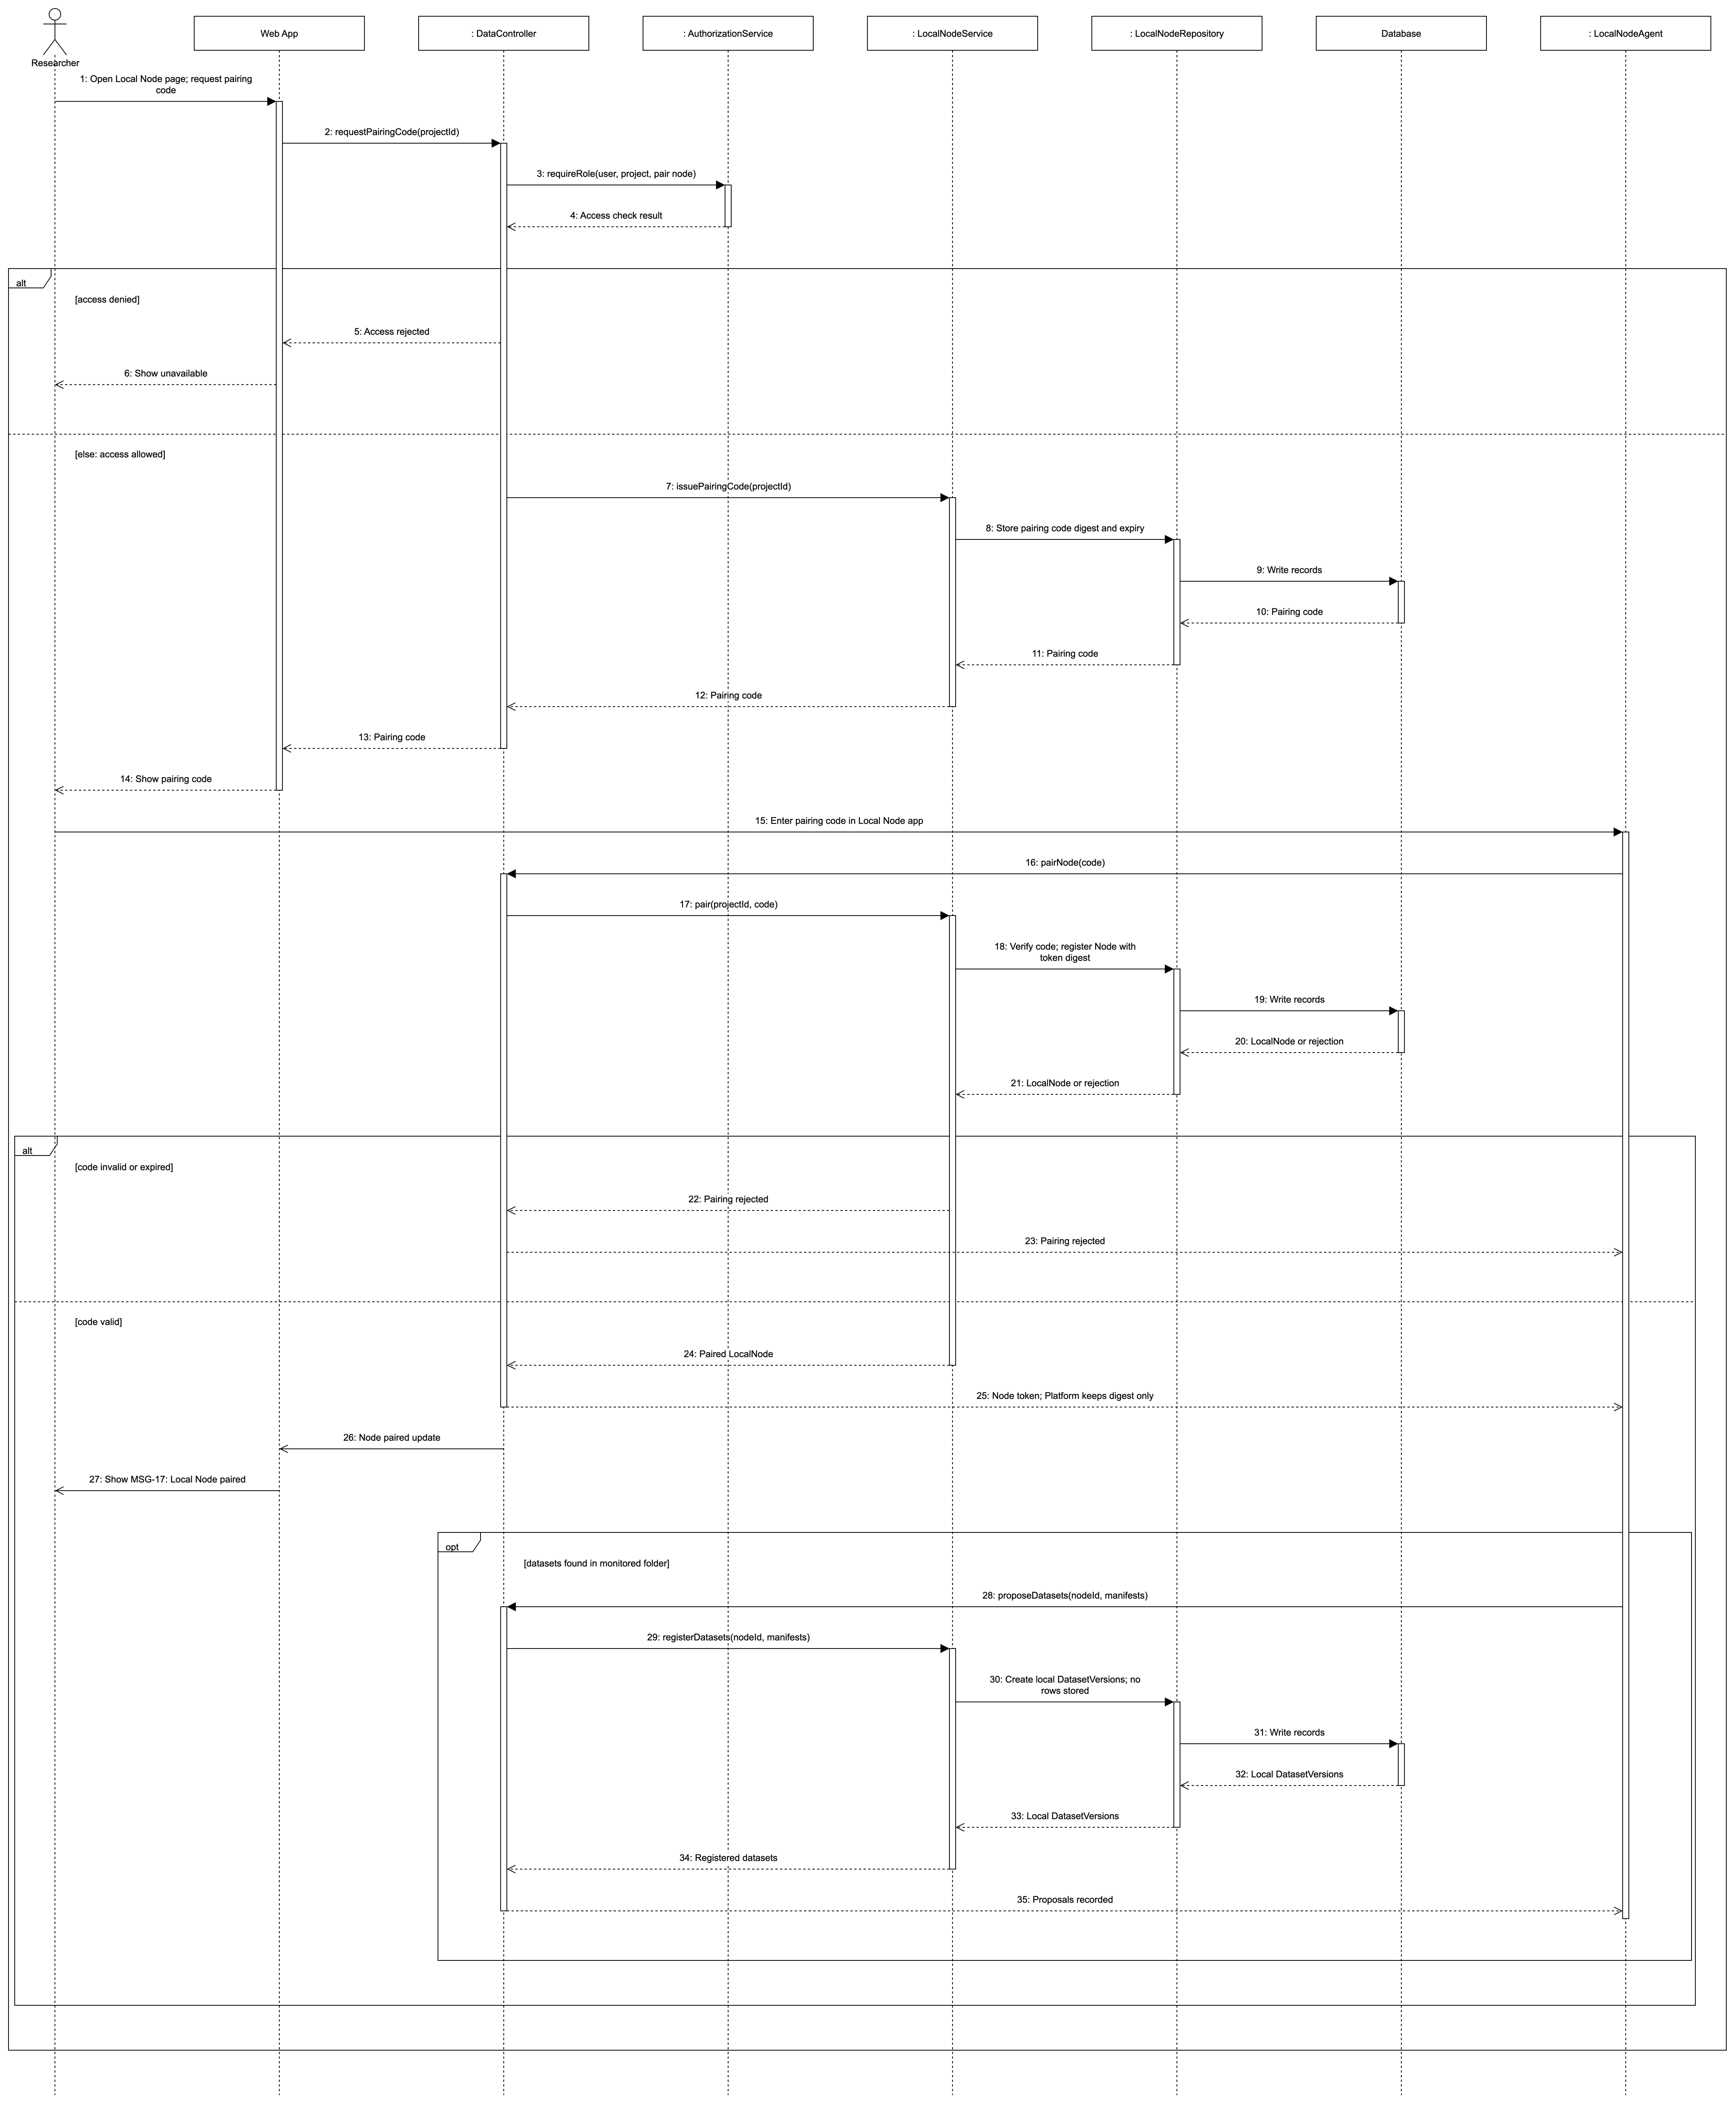 Researcher
Web App
: DataController
: AuthorizationService
: LocalNodeService
: LocalNodeRepository
Database
: LocalNodeAgent
1: Open Local Node page; request pairing
code
2: requestPairingCode(projectId)
3: requireRole(user, project, pair node)
4: Access check result
alt
[access denied]
5: Access rejected
6: Show unavailable
[else: access allowed]
7: issuePairingCode(projectId)
8: Store pairing code digest and expiry
9: Write records
10: Pairing code
11: Pairing code
12: Pairing code
13: Pairing code
14: Show pairing code
15: Enter pairing code in Local Node app
16: pairNode(code)
17: pair(projectId, code)
18: Verify code; register Node with
token digest
19: Write records
20: LocalNode or rejection
21: LocalNode or rejection
alt
[code invalid or expired]
22: Pairing rejected
23: Pairing rejected
[code valid]
24: Paired LocalNode
25: Node token; Platform keeps digest only
26: Node paired update
27: Show MSG-17: Local Node paired
opt
[datasets found in monitored folder]
28: proposeDatasets(nodeId, manifests)
29: registerDatasets(nodeId, manifests)
30: Create local DatasetVersions; no
rows stored
31: Write records
32: Local DatasetVersions
33: Local DatasetVersions
34: Registered datasets
35: Proposals recorded